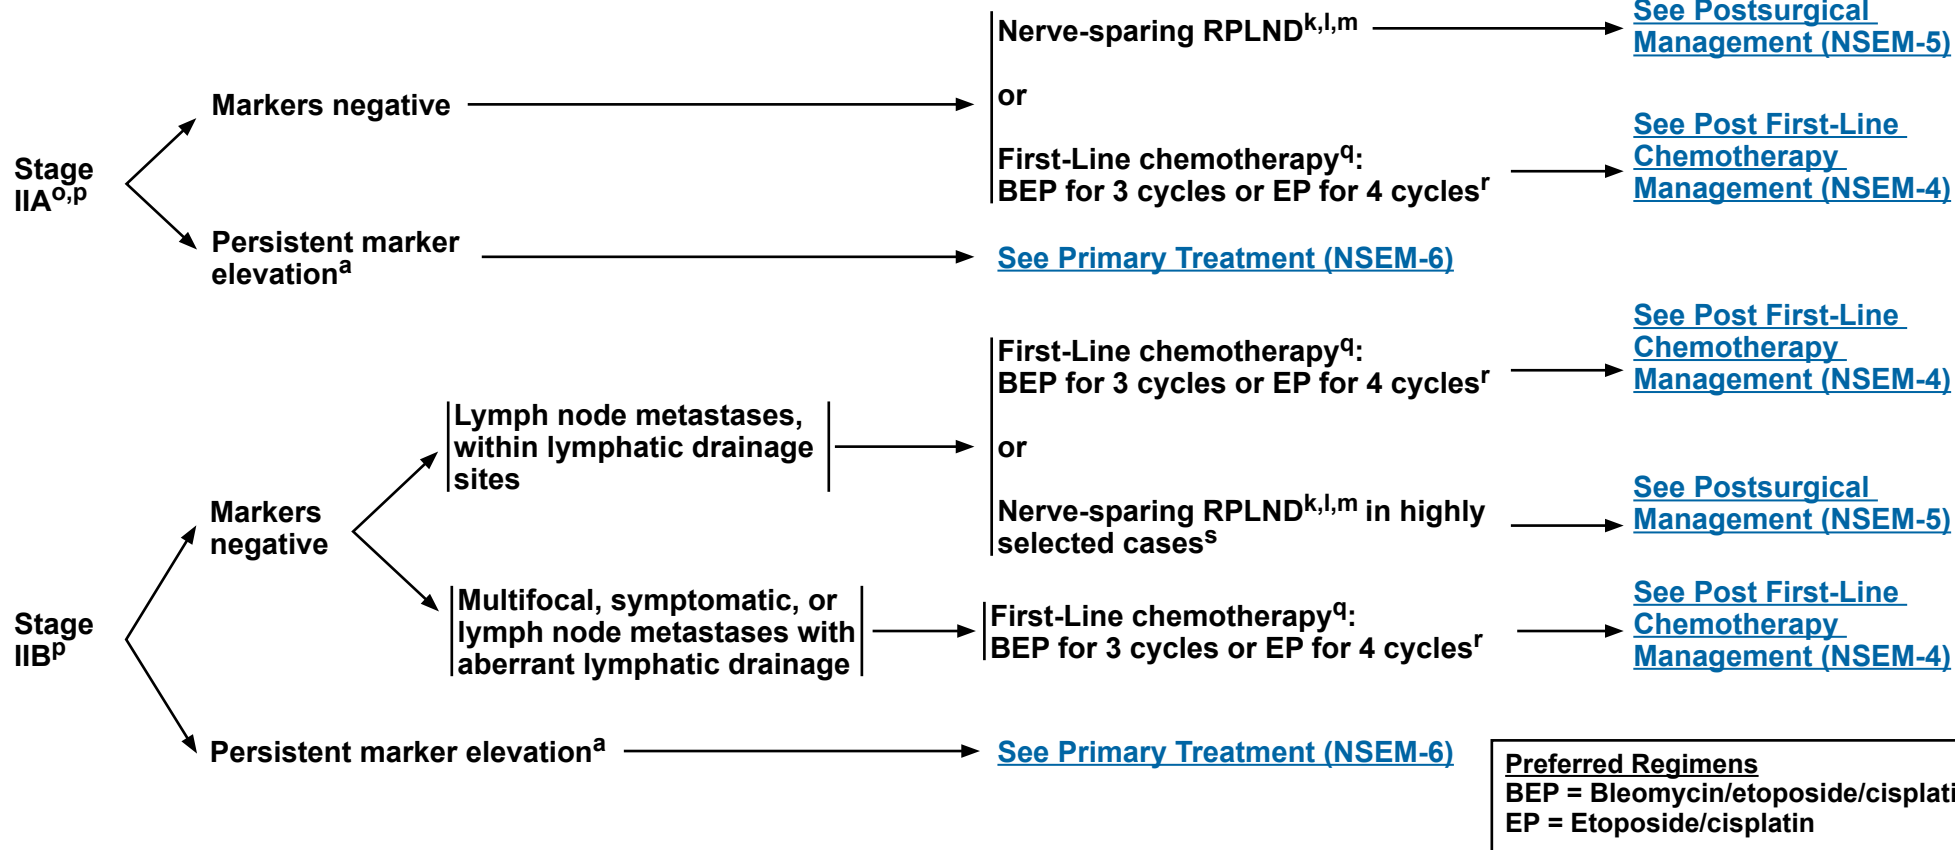 See Postsurgical
Management (NSEM-5)
Nerve-sparing RPLNDk,l,m
or
Markers negative
First-Line chemotherapyq:
BEP for 3 cycles or EP for 4 cyclesr
See Post First-Line
Chemotherapy
Management (NSEM-4)
Stage
IIAo,p
Persistent marker
elevationa
See Primary Treatment (NSEM-6)
First-Line chemotherapyq:
BEP for 3 cycles or EP for 4 cyclesr
See Post First-Line
Chemotherapy
Management (NSEM-4)
Lymph node metastases,
within lymphatic drainage
sites
or
Nerve-sparing RPLNDk,l,m in highly
selected casess
See Postsurgical
Management (NSEM-5)
Markers
negative
Multifocal, symptomatic, or
lymph node metastases with
aberrant lymphatic drainage
First-Line chemotherapyq:
BEP for 3 cycles or EP for 4 cyclesr
See Post First-Line
Chemotherapy
Management (NSEM-4)
Stage
IIBp
Persistent marker elevationa
See Primary Treatment (NSEM-6)
Preferred Regimens
BEP = Bleomycin/etoposide/cisplati
EP = Etoposide/cisplatin